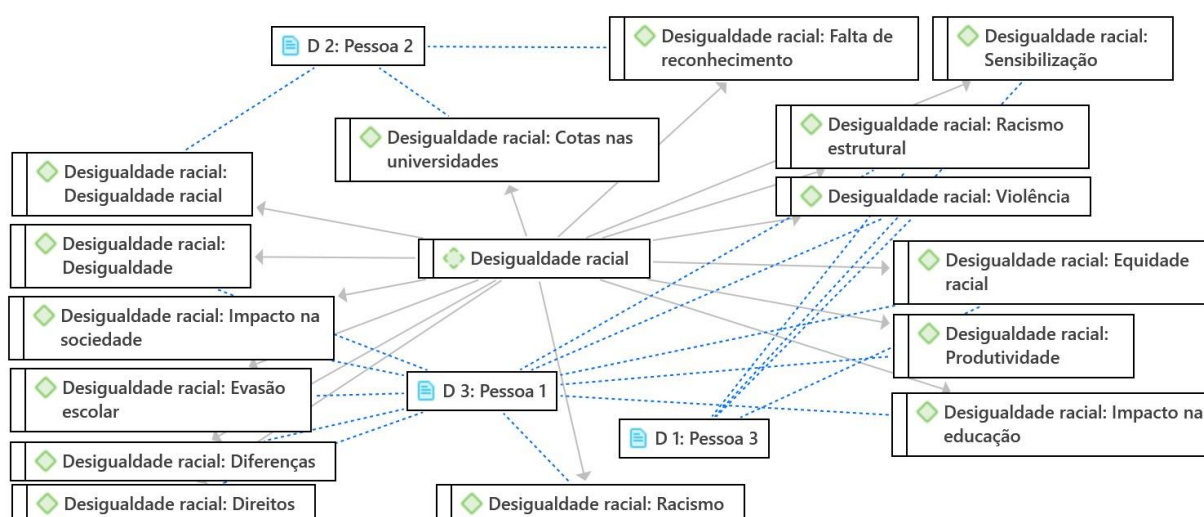 D 2: Pessoa 2
Desigualdade racial: Falta de
reconhecimento
Desigualdade racial:
Sensibilização
Desigualdade racial: Cotas nas
universidades
Desigualdade racial: Racismo
estrutural
Desigualdade racial:
Desigualdade racial
Desigualdade racial: Violência
Desigualdade racial:
Desigualdade
Desigualdade racial
Desigualdade racial: Equidade
racial
Desigualdade racial: Impacto na
sociedade
Desigualdade racial:
Produtividade
Desigualdade racial: Evasão
escolar
D 3: Pessoa 1
Desigualdade racial: Impacto na
educação
D 1: Pessoa 3
Desigualdade racial: Diferenças
Desigualdade racial: Direitos
Desigualdade racial: Racismo